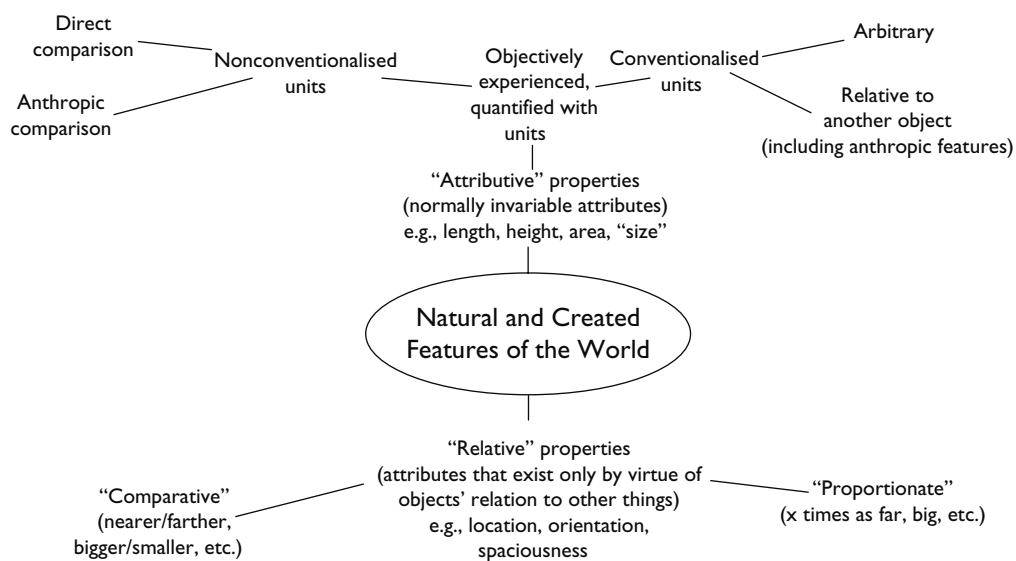 Direct
comparison
Nonconventionalised
units
Anthropic
comparison
Objectively
experienced,
quantified with
units
Conventionalised
units
Arbitrary
Relative to
another object
(including anthropic features)
“Attributive” properties
(normally invariable attributes)
e.g., length, height, area, “size”
Natural and Created
Features of the World
“Relative” properties
(attributes that exist only by virtue of
objects’ relation to other things)
e.g., location, orientation,
spaciousness
“Comparative”
(nearer/farther,
bigger/smaller, etc.)
“Proportionate”
(x times as far, big, etc.)